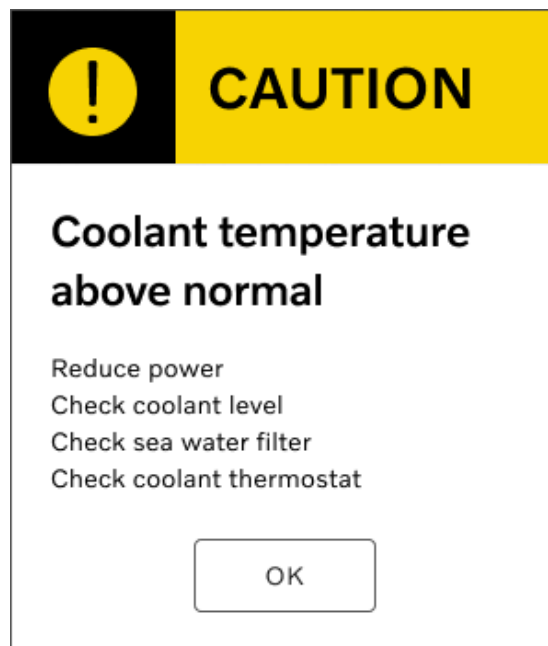 !
CAUTION
Coolant temperature
above normal
Reduce power
Check coolant level
Check sea water filter
Check coolant thermostat
OK